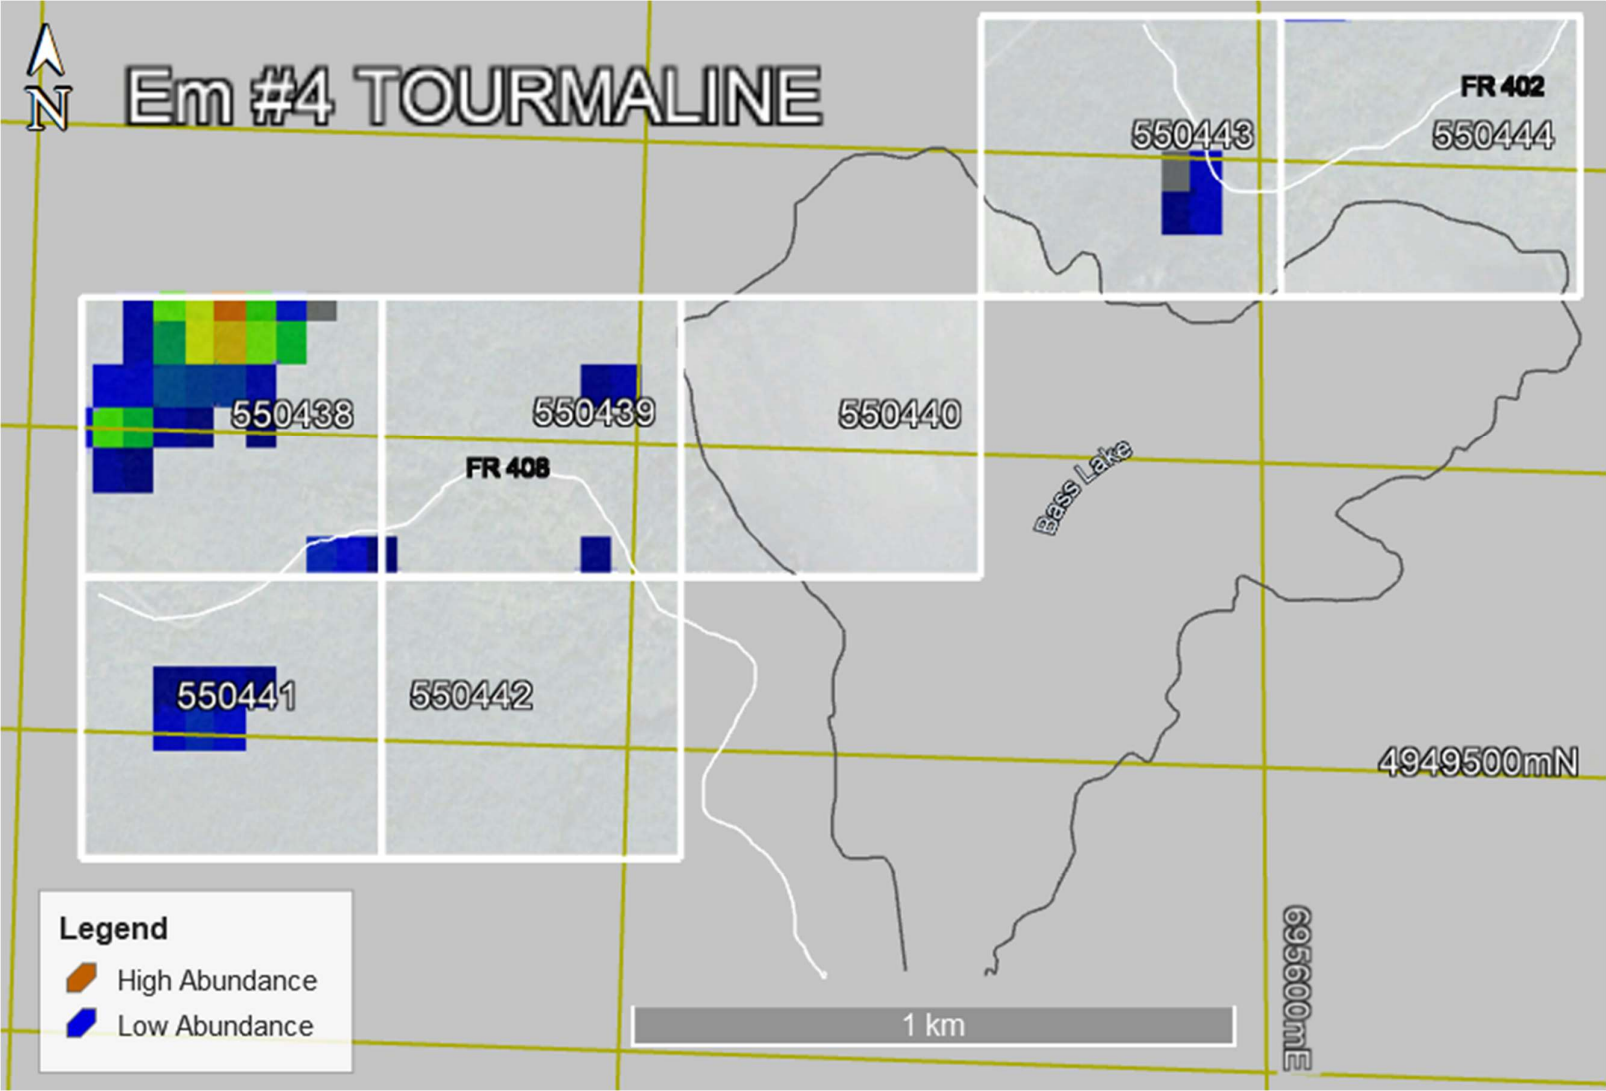 N
Em #4 TOURMALINE
FR 402
550443
550444
550438
550439
550440
FR 408
Bass Lake
550441
550442
4949500mN
695600mE
Legend
High Abundance
Low Abundance
1 km